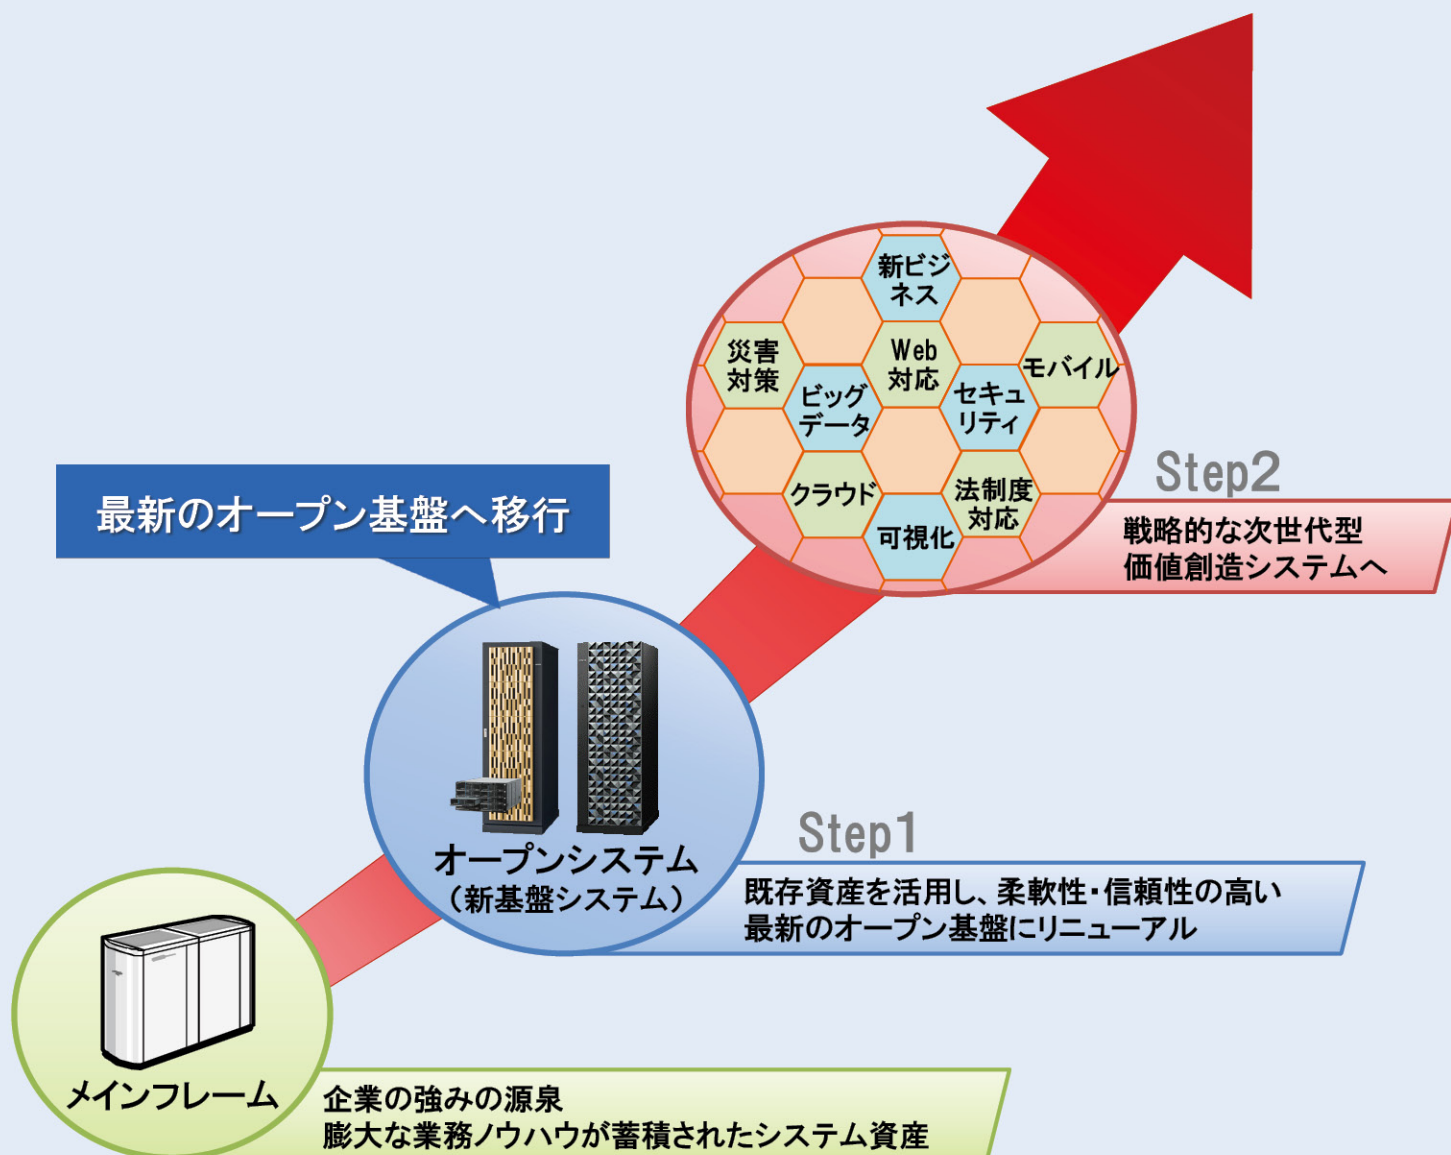 新ビジ
ネス
災害
対策
Web
対応
モバイル
ビッグ
データ
セキュ
リティ
クラウド
法制度
対応
可視化
Step2
戦略的な次世代型
価値創造システムへ
最新のオープン基盤へ移行
オープンシステム
（新基盤システム）
Step1
既存資産を活用し、柔軟性・信頼性の高い
最新のオープン基盤にリニューアル
メインフレーム
企業の強みの源泉
膨大な業務ノウハウが蓄積されたシステム資産